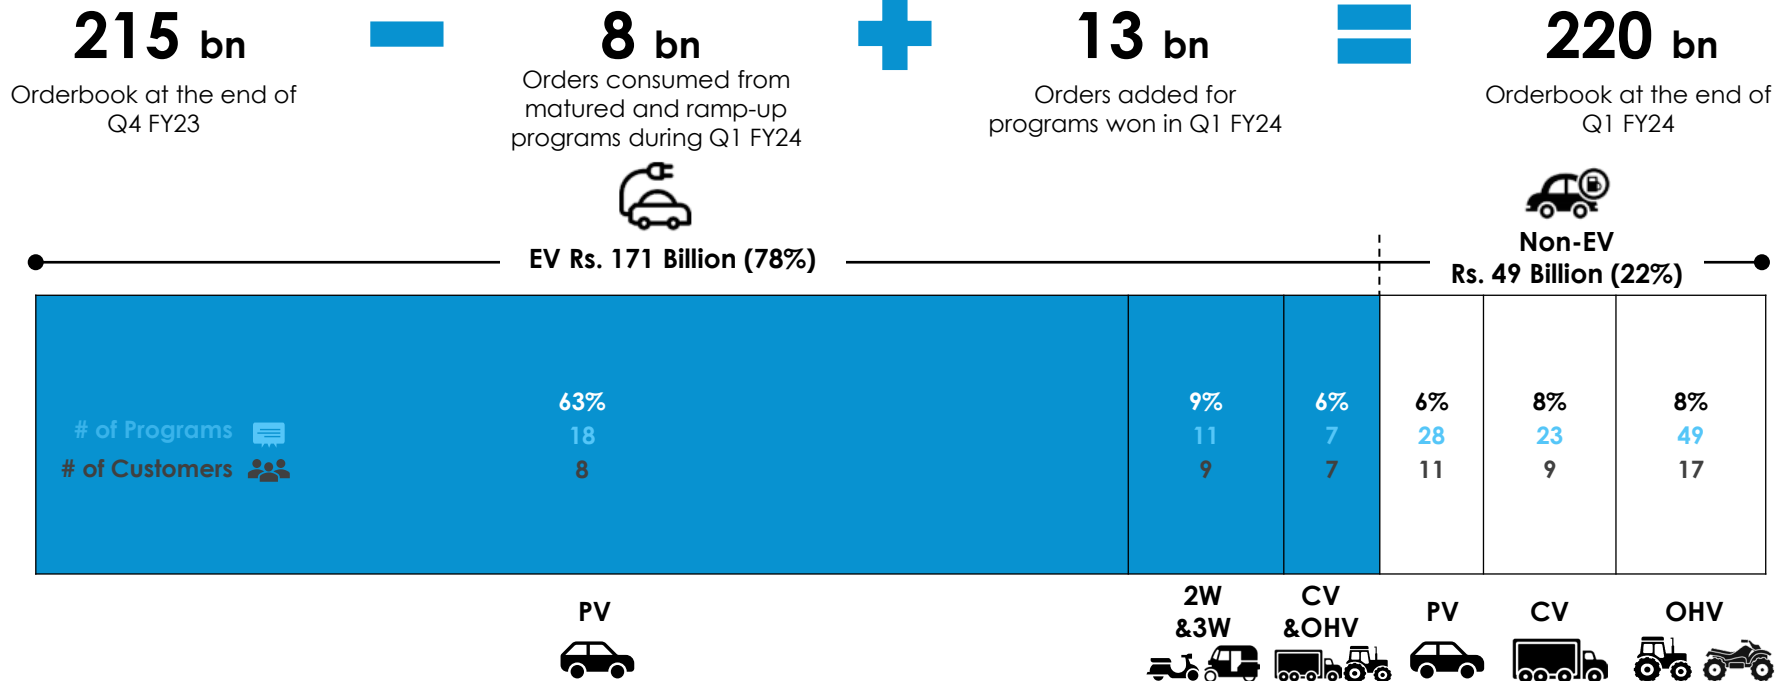 215 bn
Orderbook at the end of
Q4 FY23
8 bn
Orders consumed from
matured and ramp-up
programs during Q1 FY24
13 bn
Orders added for
programs won in Q1 FY24
220 bn
Orderbook at the end of
Q1 FY24
EV Rs. 171 Billion (78%)
Non-EV
Rs. 49 Billion (22%)
63% 9% 6% 6% 8% 8%
# of Programs 18 11 7 28 23 49
# of Customers 8 9 7 11 9 17
PV
2W
&3W
CV
&OHV
PV
CV
OHV